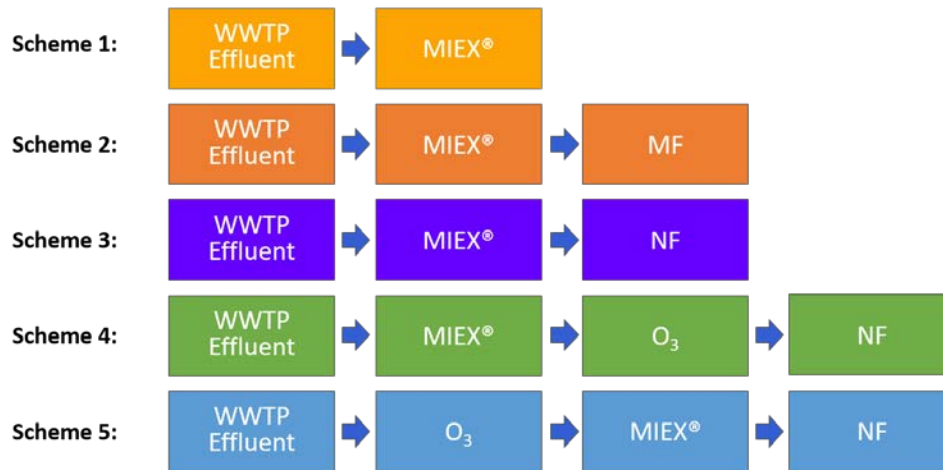 Scheme 1:
WWTP
Effluent
MIEX®
Scheme 2:
WWTP
Effluent
MIEX®
MF
Scheme 3:
WWTP
Effluent
MIEX®
NF
Scheme 4:
WWTP
Effluent
MIEX®
O₃
NF
Scheme 5:
WWTP
Effluent
O₃
MIEX®
NF